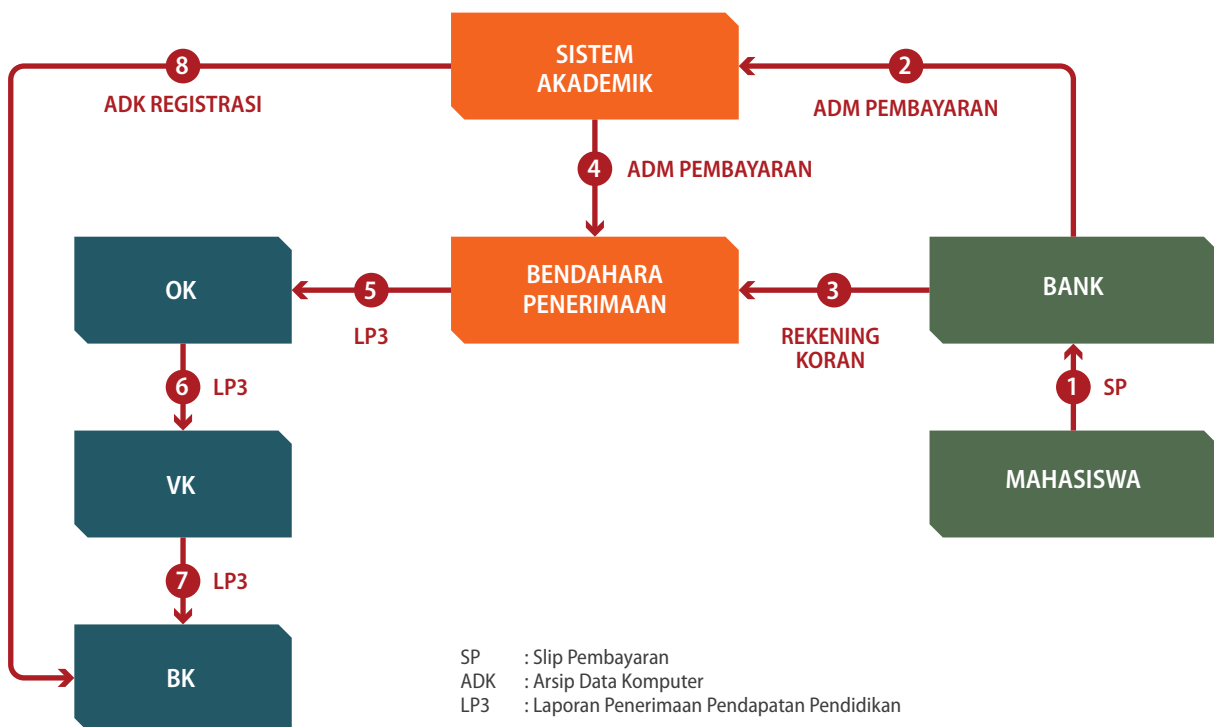 SISTEM
AKADEMIK
8
ADK REGISTRASI
2
ADM PEMBAYARAN
4
ADM PEMBAYARAN
OK
5
LP3
BENDAHARA
PENERIMAAN
3
REKENING
KORAN
BANK
6
LP3
1
SP
VK
MAHASISWA
7
LP3
BK
SP : Slip Pembayaran
ADK : Arsip Data Komputer
LP3 : Laporan Penerimaan Pendapatan Pendidikan